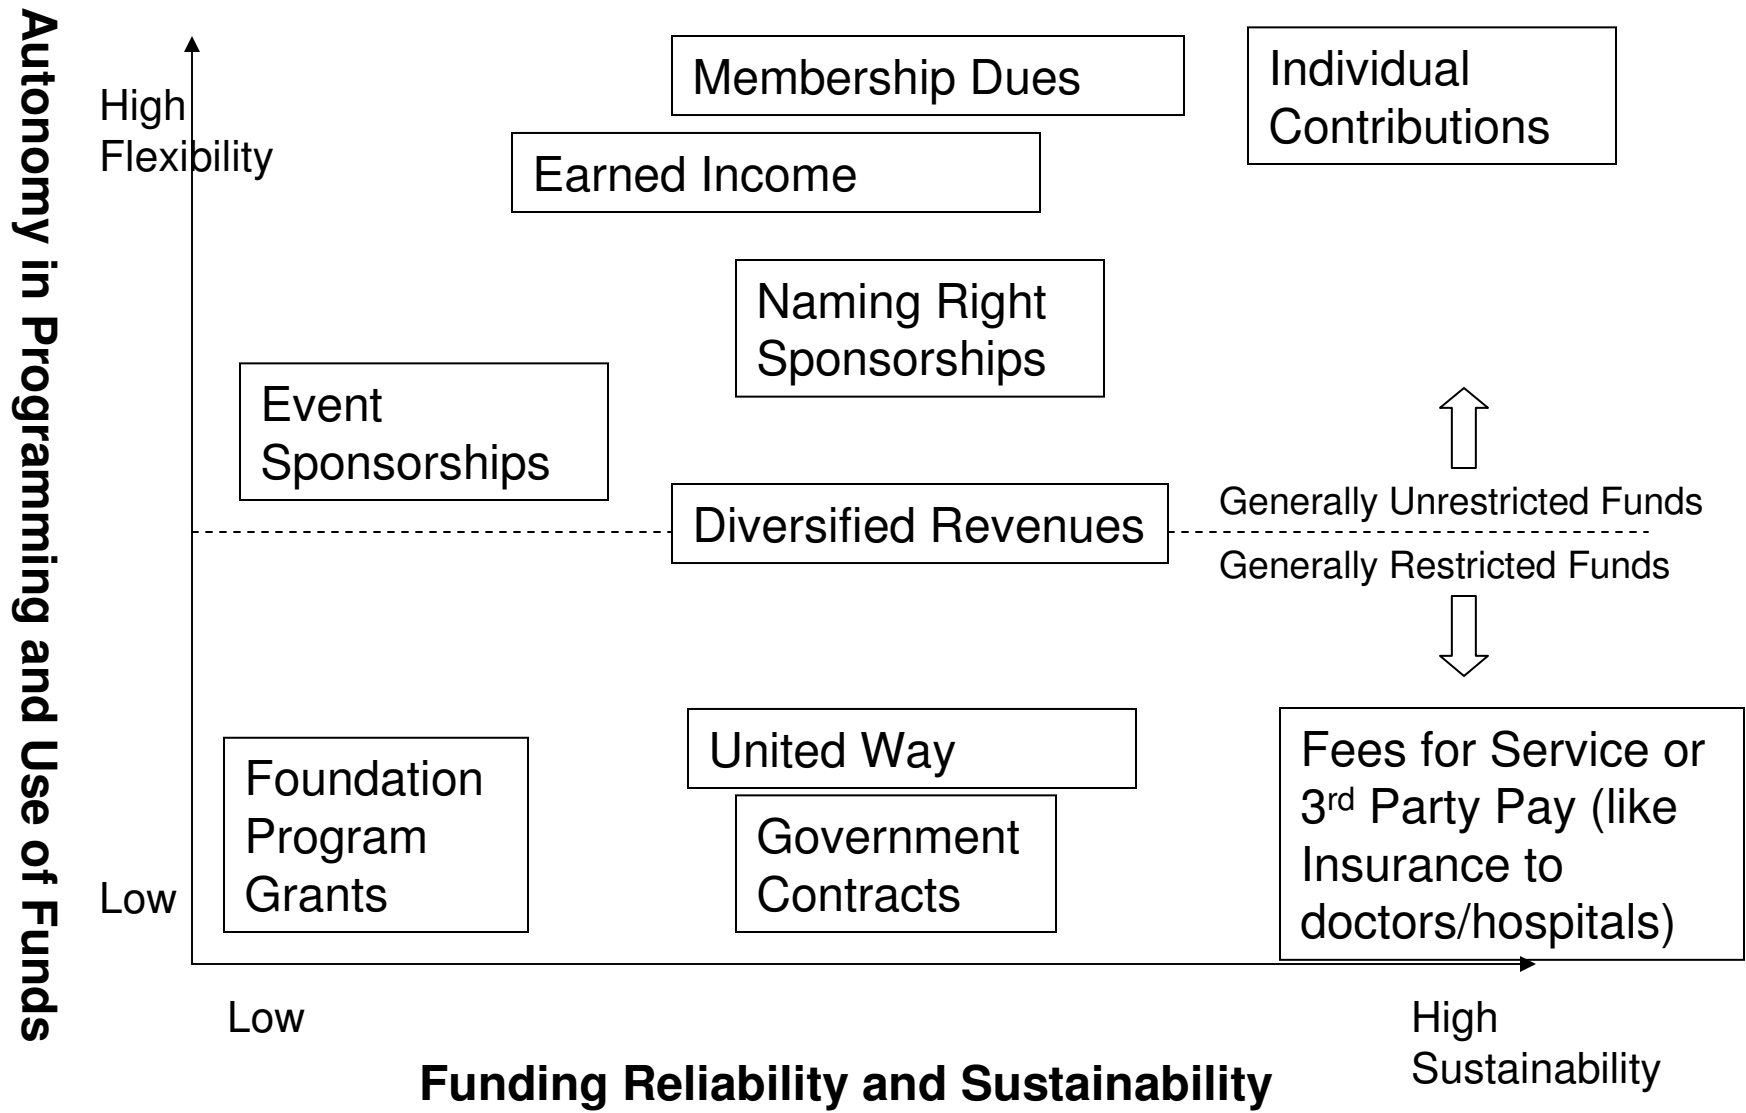 Autonomy in Programming and Use of Funds
High
Flexibility
Membership Dues
Individual
Contributions
Earned Income
Naming Right
Sponsorships
Event
Sponsorships
Diversified Revenues
Generally Unrestricted Funds
Generally Restricted Funds
United Way
Foundation
Program
Grants
Government
Contracts
Fees for Service or
3rd Party Pay (like
Insurance to
doctors/hospitals)
Low
Low
High
Sustainability
Funding Reliability and Sustainability